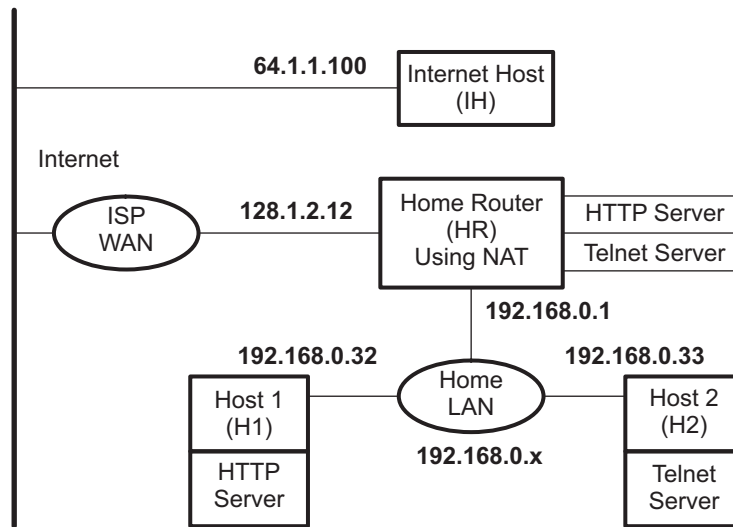 64.1.1.100
Internet Host
(IH)
Internet
ISP
WAN
128.1.2.12
Home Router
(HR)
Using NAT
HTTP Server
Telnet Server
192.168.0.1
192.168.0.32
192.168.0.33
Home
LAN
Host 1
(H1)
Host 2
(H2)
192.168.0.x
HTTP
Server
Telnet
Server